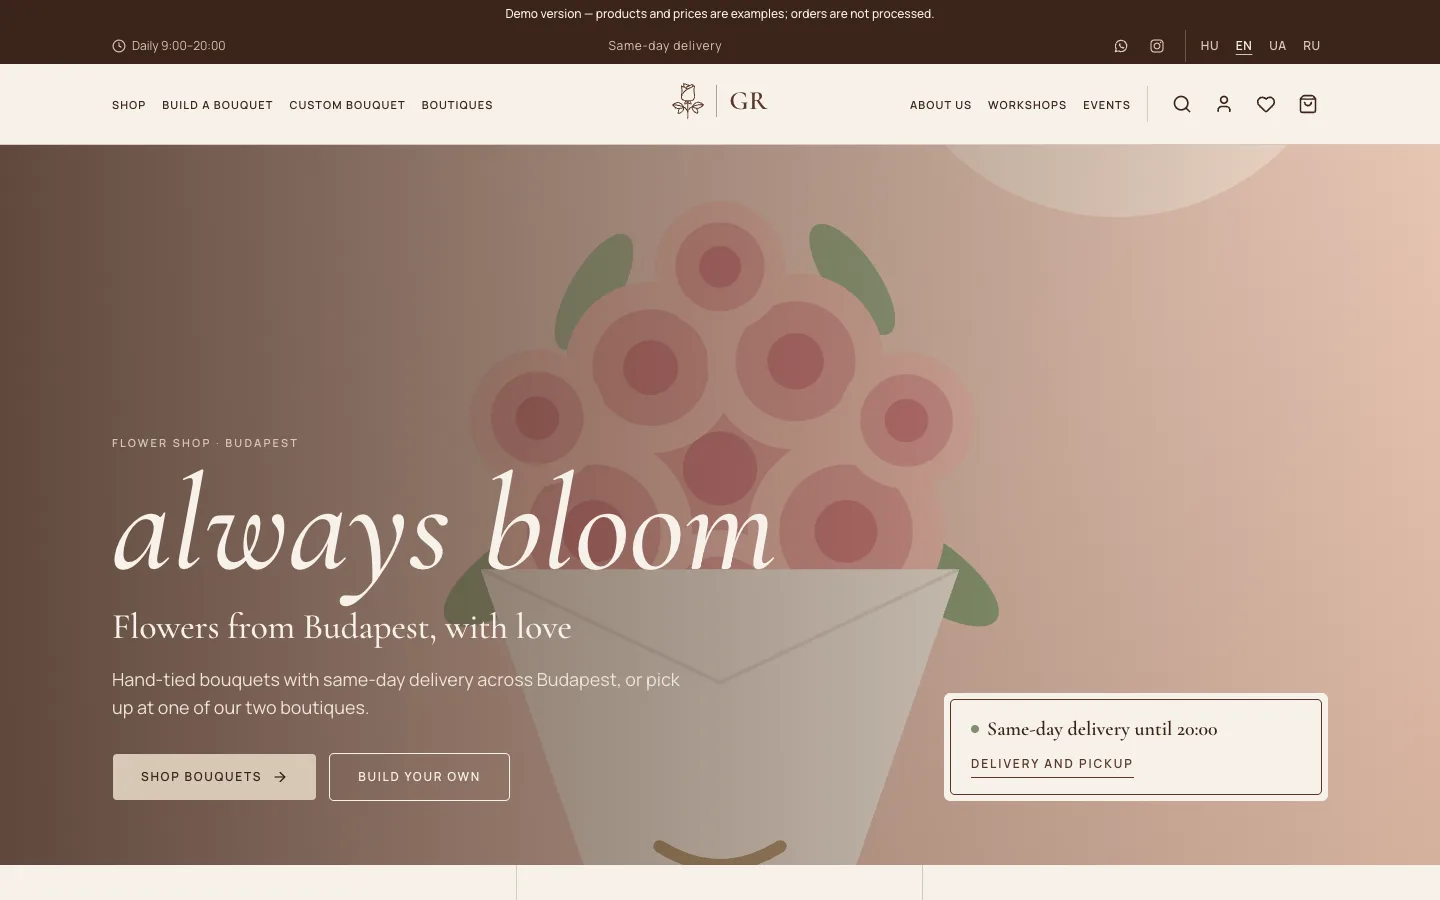 Demo version — products and prices are examples; orders are not processed.
Daily 9:00–20:00
Same-day delivery
HU EN UA RU
SHOP BUILD A BOUQUET CUSTOM BOUQUET BOUTIQUES
GR
ABOUT US WORKSHOPS EVENTS
FLOWER SHOP · BUDAPEST
always bloom
Flowers from Budapest, with love
Hand-tied bouquets with same-day delivery across Budapest, or pick
up at one of our two boutiques.
SHOP BOUQUETS
BUILD YOUR OWN
Same-day delivery until 20:00
DELIVERY AND PICKUP